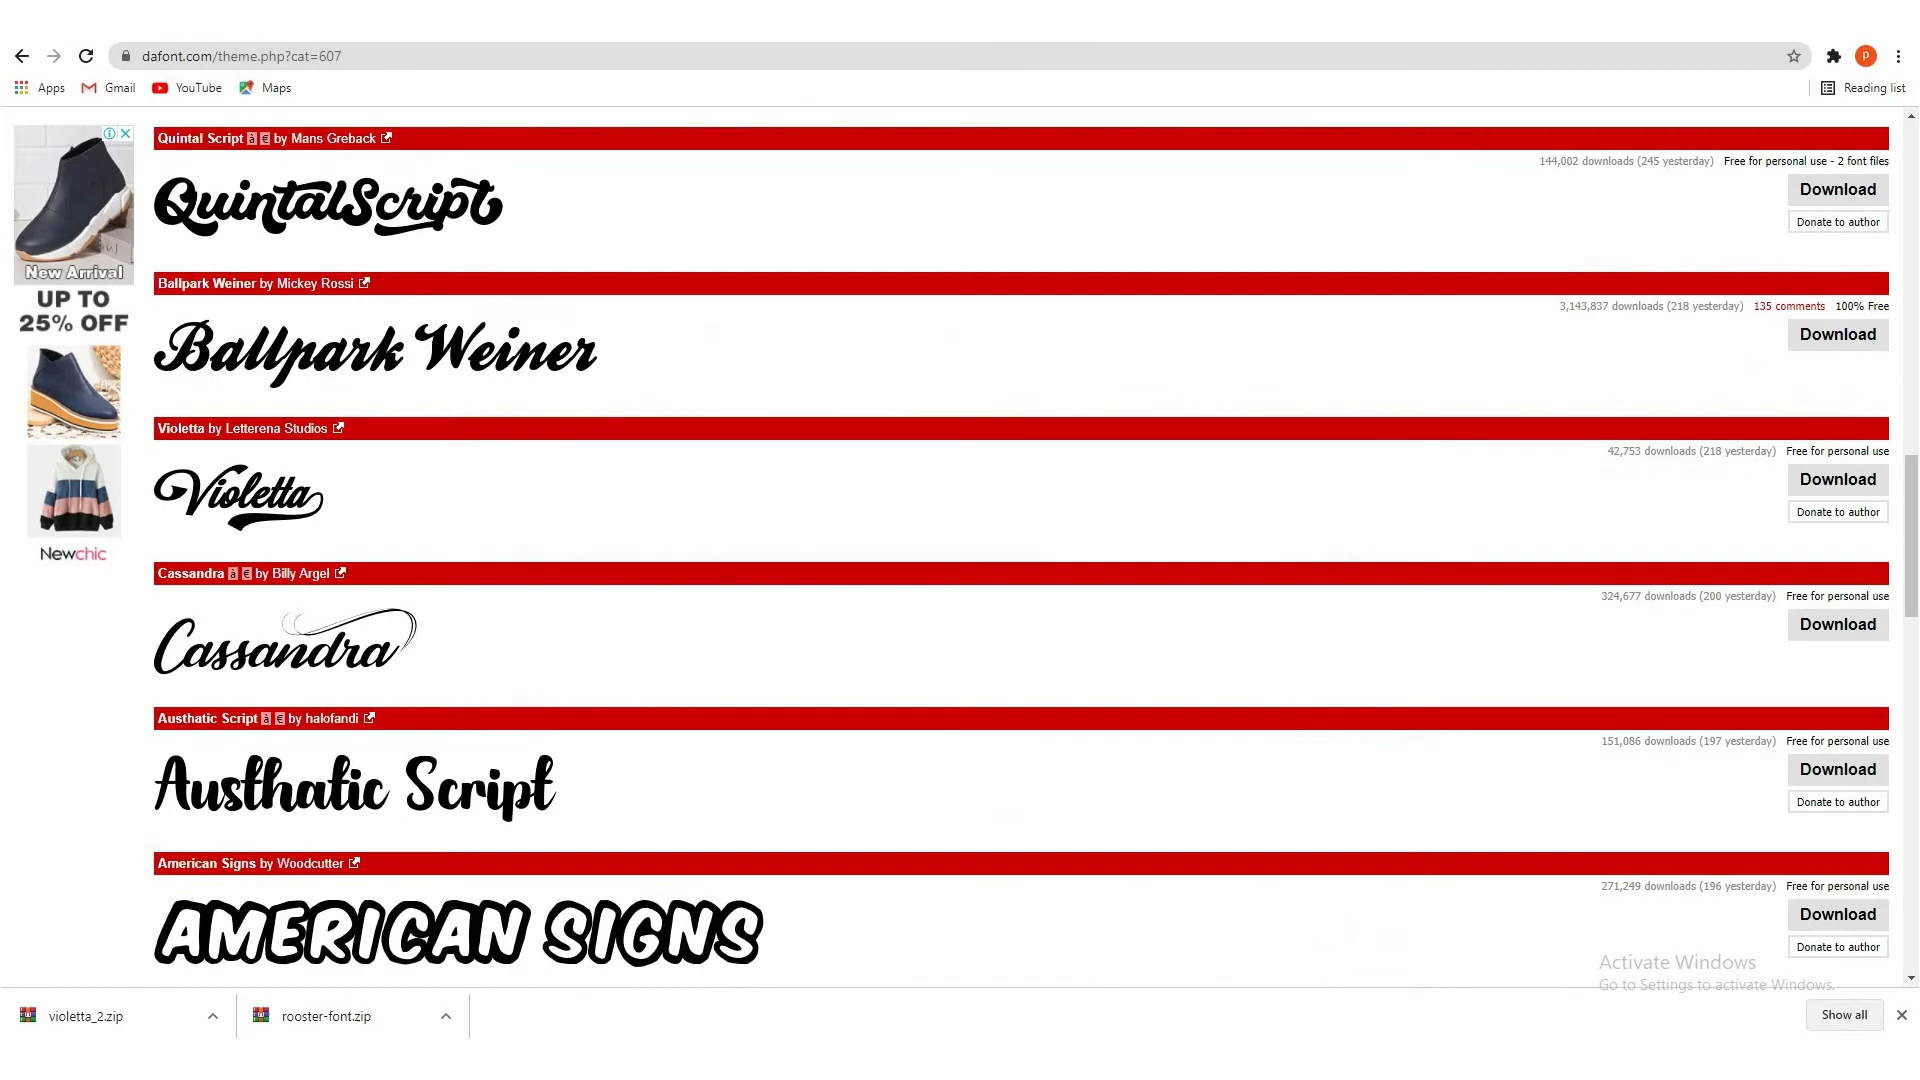 dafont.com/theme.php?cat=607
P
Apps Gmail YouTube Maps Reading list
Quintal Script à € by Mans Greback
144,002 downloads (245 yesterday) Free for personal use - 2 font files
QuintalScript
Download
Donate to author
New Arrival
UP TO
25% OFF
Newchic
Ballpark Weiner by Mickey Rossi
3,143,837 downloads (218 yesterday) 135 comments 100% Free
Ballpark Weiner
Download
Violetta by Letterena Studios
42,753 downloads (218 yesterday) Free for personal use
Violetta
Download
Donate to author
Cassandra à € by Billy Argel
324,677 downloads (200 yesterday) Free for personal use
Cassandra
Download
Austhatic Script à € by halofandi
151,086 downloads (197 yesterday) Free for personal use
Austhatic Script
Download
Donate to author
American Signs by Woodcutter
271,249 downloads (196 yesterday) Free for personal use
AMERICAN SIGNS
Download
Donate to author
Activate Windows
Go to Settings to activate Windows.
violetta_2.zip rooster-font.zip Show all